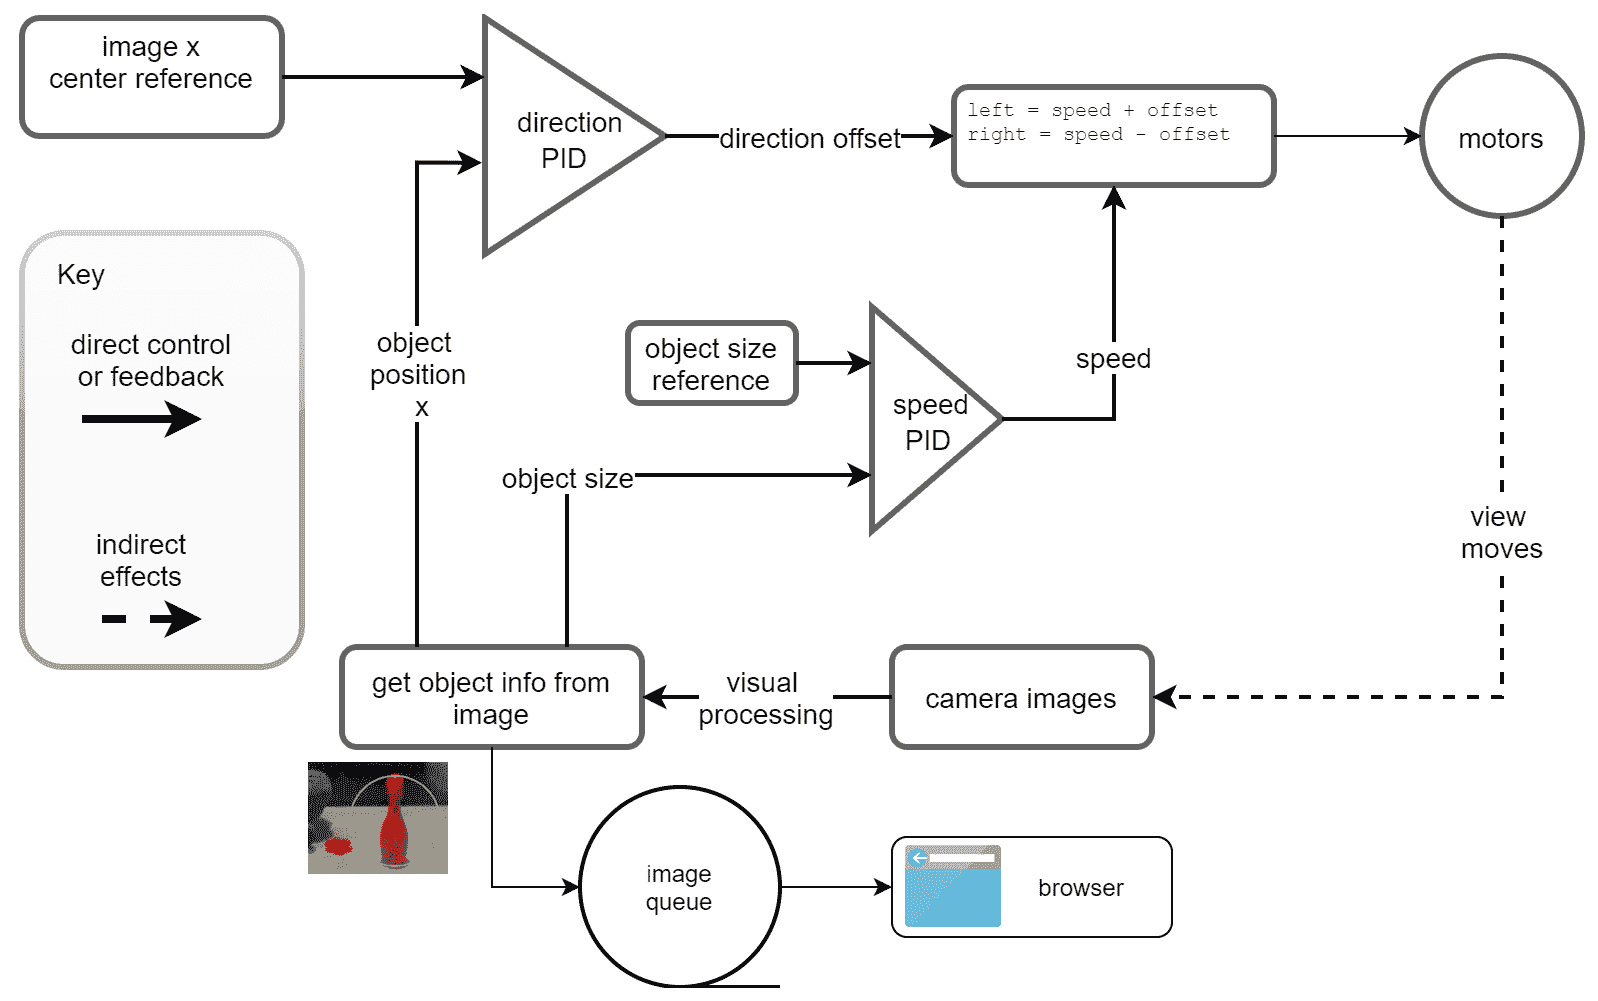 image x
center reference
direction
PID
direction offset
left = speed + offset
right = speed - offset
motors
Key
direct control
or feedback
indirect
effects
object
position
x
object size
reference
speed
PID
speed
object size
view
moves
get object info from
image
visual
processing
camera images
image
queue
browser